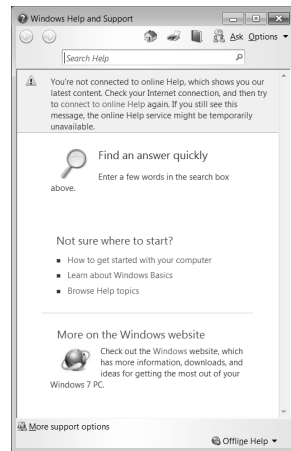 Windows Help and Support
Ask Options
Search Help
You're not connected to online Help, which shows you our
latest content. Check your Internet connection, and then try
to connect to online Help again. If you still see this
message, the online Help service might be temporarily
unavailable.
Find an answer quickly
Enter a few words in the search box
above.
Not sure where to start?
■ How to get started with your computer
■ Learn about Windows Basics
■ Browse Help topics
More on the Windows website
Check out the Windows website, which
has more information, downloads, and
ideas for getting the most out of your
Windows 7 PC.
More support options
Offline Help